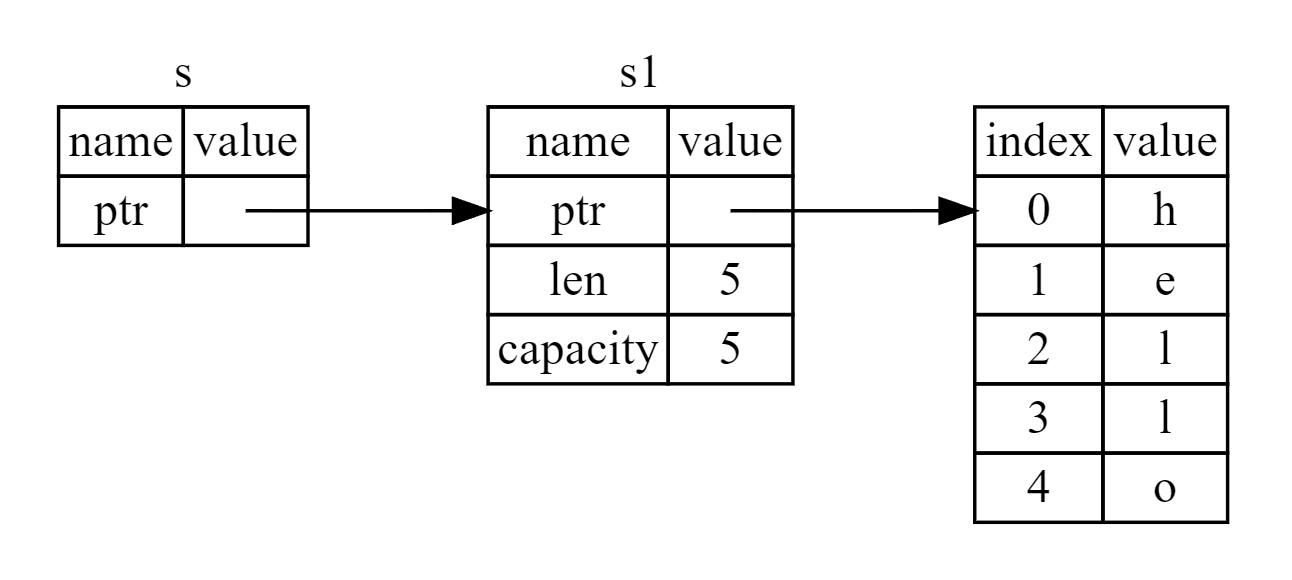 s
name value
ptr
s1
name value
ptr
len 5
capacity 5
index value
0 h
1 e
2 l
3 l
4 o